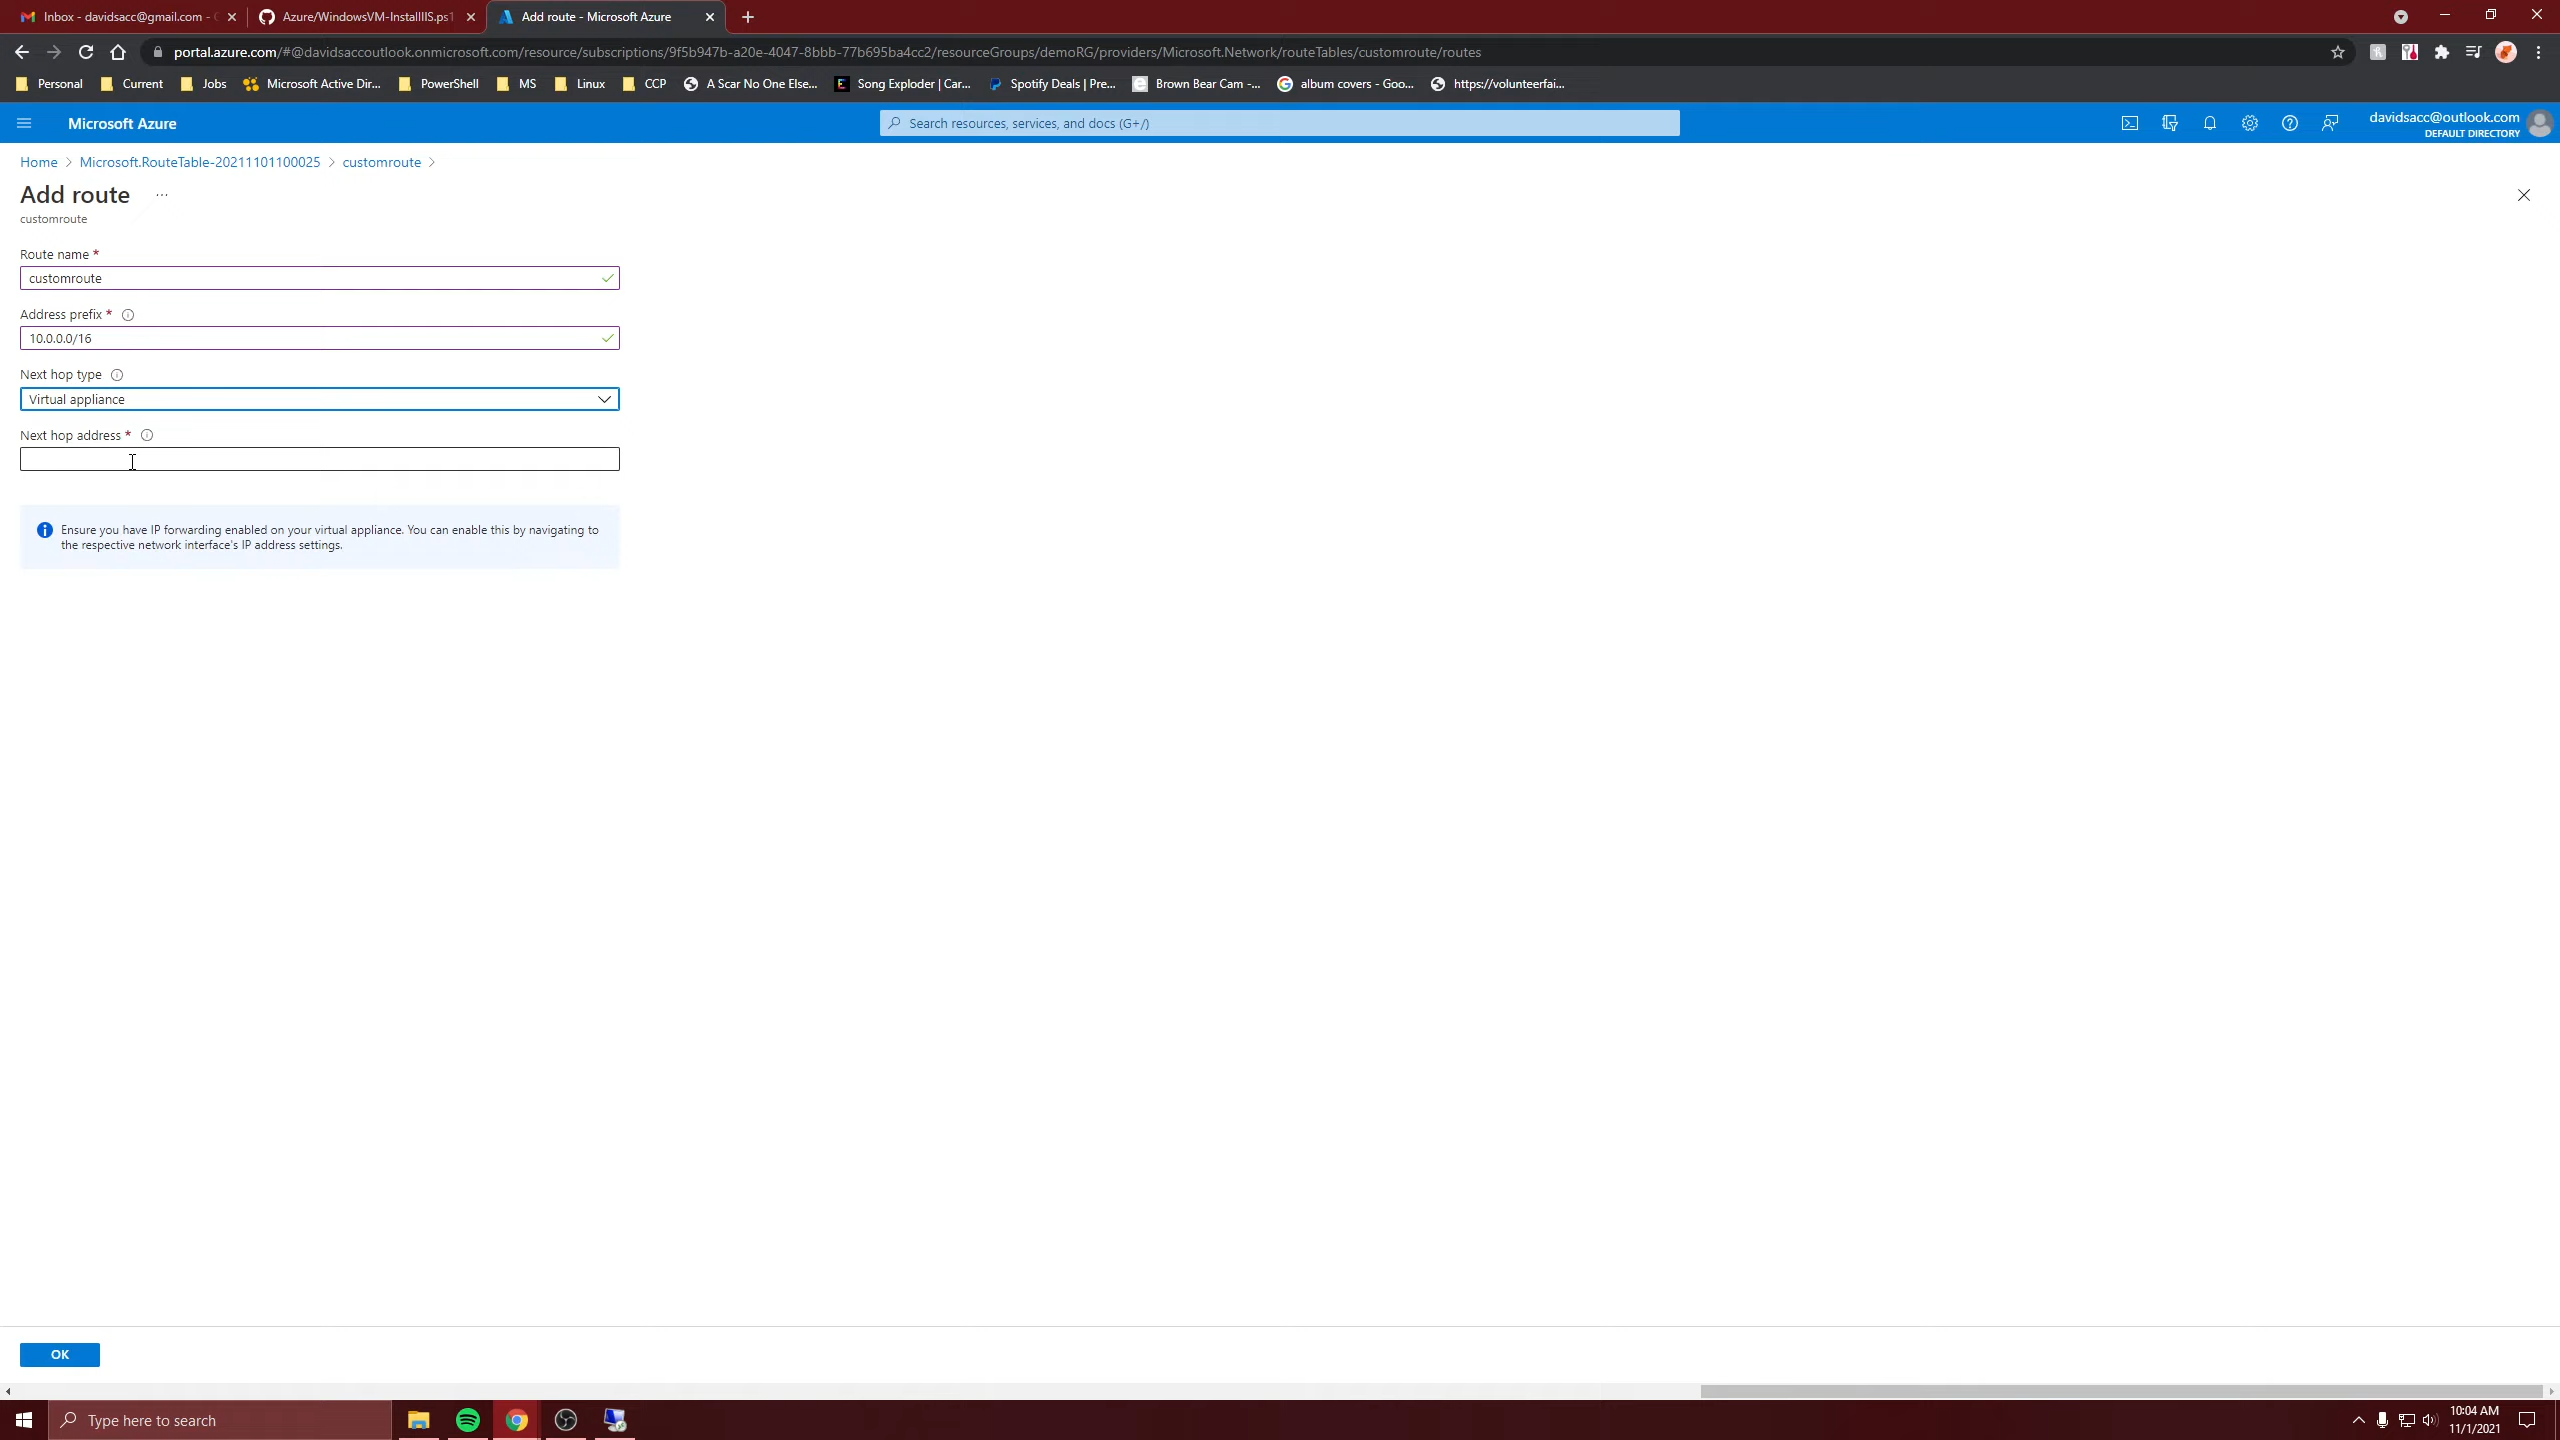 Inbox - davidsacc@gmail.com -
Azure/WindowsVM-InstallIIS.ps1
Add route - Microsoft Azure
portal.azure.com/#@davidsaccoutlook.onmicrosoft.com/resource/subscriptions/9f5b947b-a20e-4047-8bbb-77b695ba4cc2/resourceGroups/demoRG/providers/Microsoft.Network/routeTables/customroute/routes
Personal
Current
Jobs
Microsoft Active Dir...
PowerShell
MS
Linux
CCP
A Scar No One Else...
Song Exploder | Car...
Spotify Deals | Pre...
Brown Bear Cam -...
album covers - Goo...
https://volunteerfai...
Microsoft Azure
Search resources, services, and docs (G+/)
davidsacc@outlook.com
DEFAULT DIRECTORY
Home > Microsoft.RouteTable-20211101100025 > customroute >
Add route ...
customroute
Route name *
customroute
Address prefix *
10.0.0.0/16
Next hop type
Virtual appliance
Next hop address *
Ensure you have IP forwarding enabled on your virtual appliance. You can enable this by navigating to
the respective network interface's IP address settings.
OK
Type here to search
10:04 AM
11/1/2021